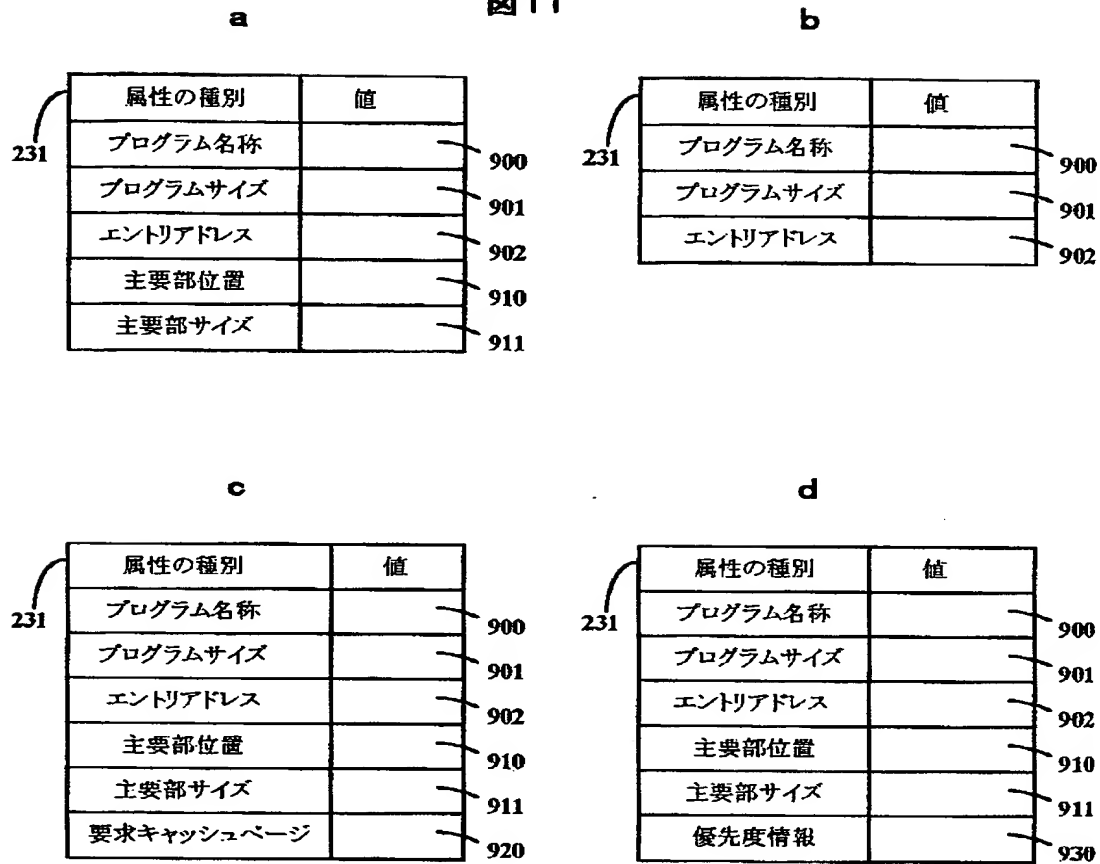 図11
a
属性の種別 値
231
プログラム名称 900
プログラムサイズ 901
エントリアドレス 902
主要部位置 910
主要部サイズ 911
b
属性の種別 値
231
プログラム名称 900
プログラムサイズ 901
エントリアドレス 902
c
属性の種別 値
231
プログラム名称 900
プログラムサイズ 901
エントリアドレス 902
主要部位置 910
主要部サイズ 911
要求キャッシュページ 920
d
属性の種別 値
231
プログラム名称 900
プログラムサイズ 901
エントリアドレス 902
主要部位置 910
主要部サイズ 911
優先度情報 930